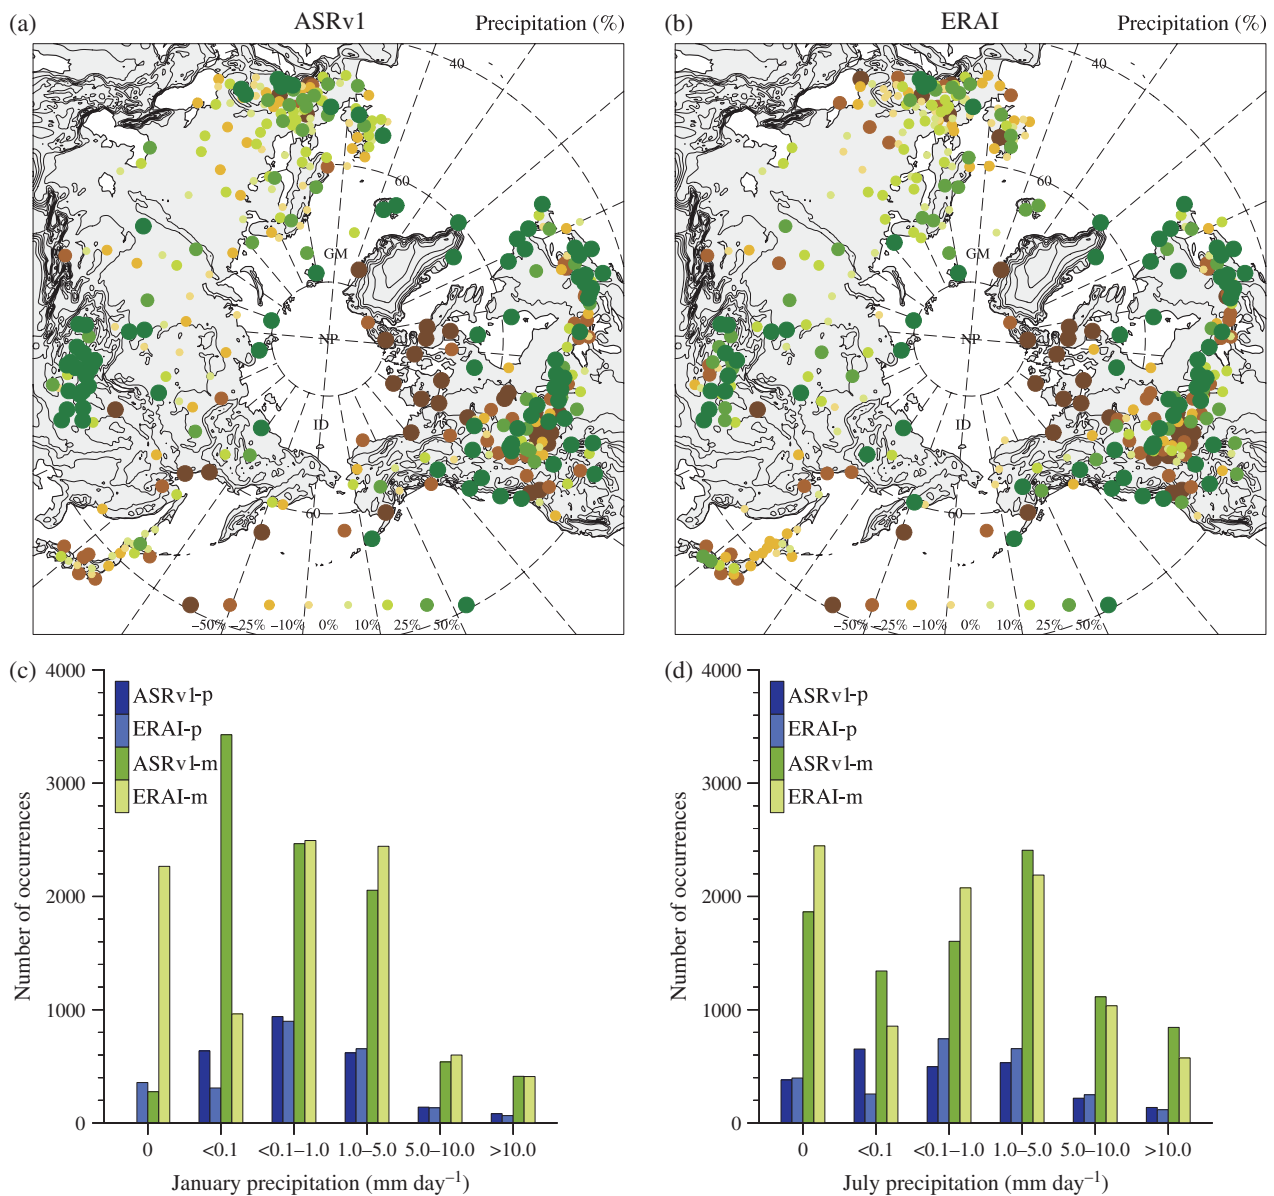 (a) ASRv1 Precipitation (%)
40
60
GM
NP
ID
60
−50% −25% −10% 0% 10% 25% 50%
(b) ERAI Precipitation (%)
40
60
GM
NP
ID
60
−50% −25% −10% 0% 10% 25% 50%
(c)
4000
3000
2000
1000
0
Number of occurrences
ASRv1-p
ERAI-p
ASRv1-m
ERAI-m
0 <0.1 <0.1–1.0 1.0–5.0 5.0–10.0 >10.0
January precipitation (mm day⁻¹)
(d)
4000
3000
2000
1000
0
Number of occurrences
ASRv1-p
ERAI-p
ASRv1-m
ERAI-m
0 <0.1 <0.1–1.0 1.0–5.0 5.0–10.0 >10.0
July precipitation (mm day⁻¹)